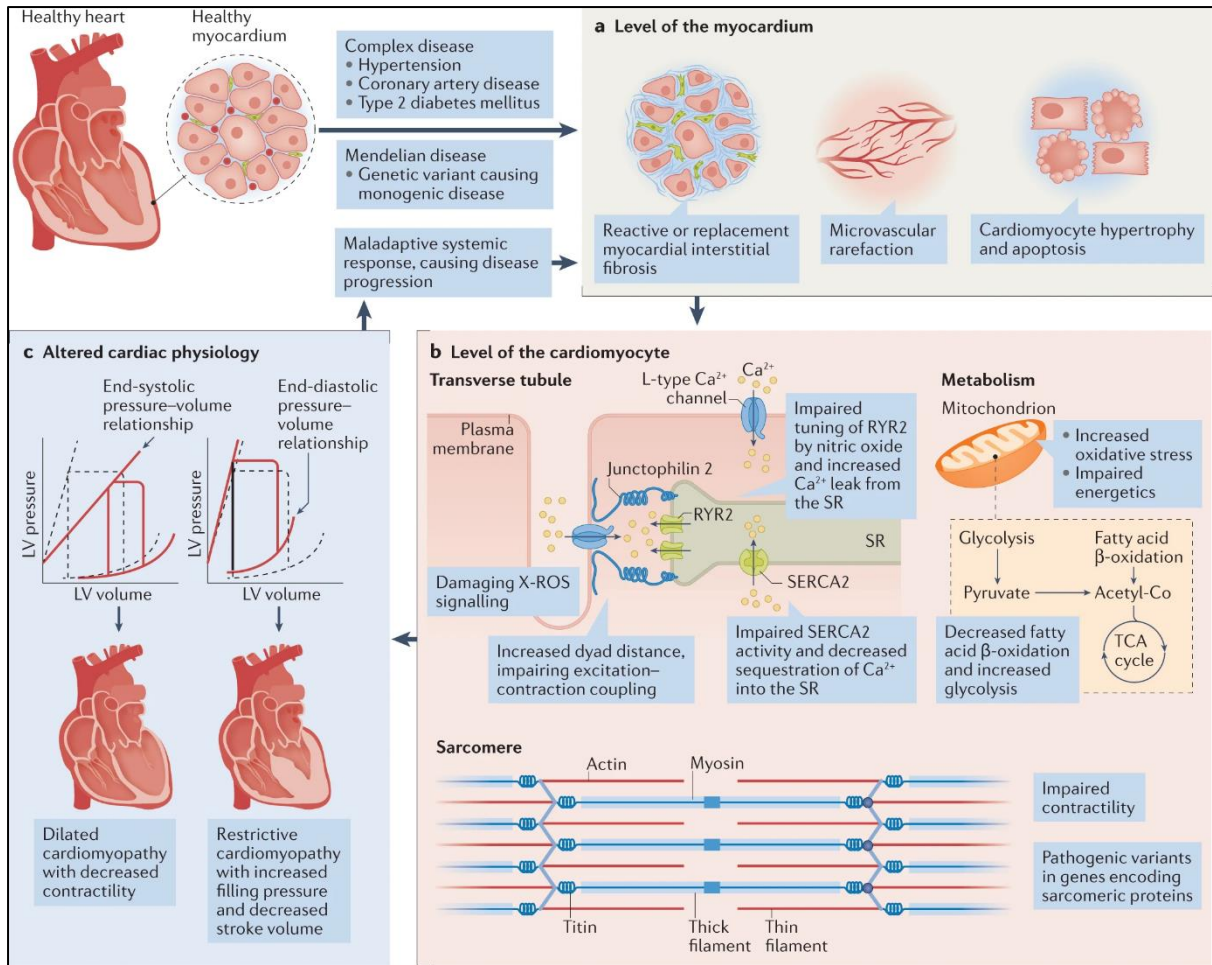 Healthy heart
Healthy
myocardium
Complex disease
• Hypertension
• Coronary artery disease
• Type 2 diabetes mellitus
Mendelian disease
• Genetic variant causing
monogenic disease
Maladaptive systemic
response, causing disease
progression
a Level of the myocardium
Reactive or replacement
myocardial interstitial
fibrosis
Microvascular
rarefaction
Cardiomyocyte hypertrophy
and apoptosis
b Level of the cardiomyocyte
Transverse tubule
Plasma
membrane
L-type Ca²⁺
channel
Ca²⁺
Junctophilin 2
RYR2
SR
SERCA2
Impaired
tuning of RYR2
by nitric oxide
and increased
Ca²⁺ leak from
the SR
Damaging X-ROS
signalling
Increased dyad distance,
impairing excitation–
contraction coupling
Impaired SERCA2
activity and decreased
sequestration of Ca²⁺
into the SR
Metabolism
Mitochondrion
• Increased
oxidative stress
• Impaired
energetics
Glycolysis
Fatty acid
β-oxidation
Pyruvate
Acetyl-Co
TCA
cycle
Decreased fatty
acid β-oxidation
and increased
glycolysis
Sarcomere
Actin
Myosin
Titin
Thick
filament
Thin
filament
Impaired
contractility
Pathogenic variants
in genes encoding
sarcomeric proteins
c Altered cardiac physiology
End-systolic
pressure–volume
relationship
End-diastolic
pressure–
volume
relationship
LV pressure
LV volume
LV pressure
LV volume
Dilated
cardiomyopathy
with decreased
contractility
Restrictive
cardiomyopathy
with increased
filling pressure
and decreased
stroke volume